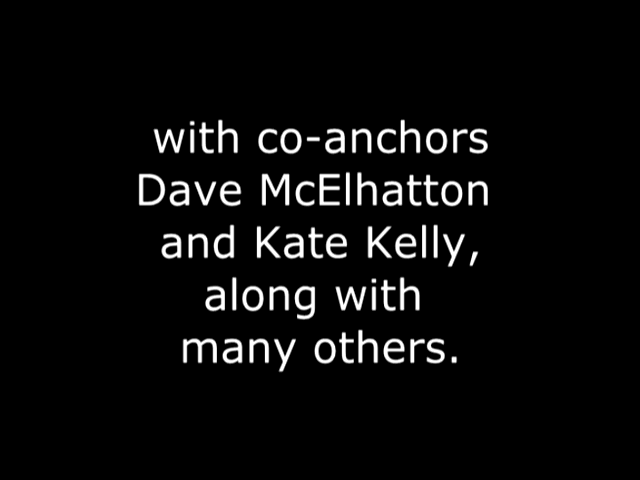 with co-anchors
Dave McElhatton
and Kate Kelly,
along with
many others.